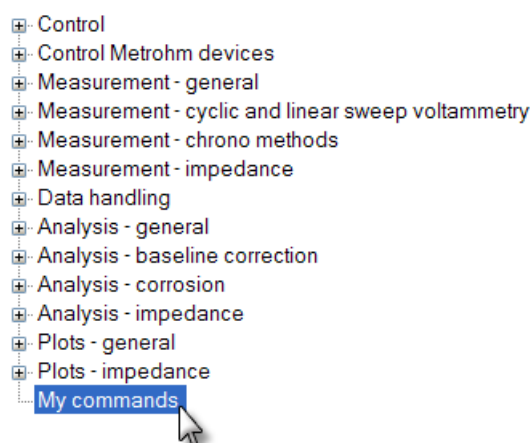 Control
Control Metrohm devices
Measurement - general
Measurement - cyclic and linear sweep voltammetry
Measurement - chrono methods
Measurement - impedance
Data handling
Analysis - general
Analysis - baseline correction
Analysis - corrosion
Analysis - impedance
Plots - general
Plots - impedance
My commands